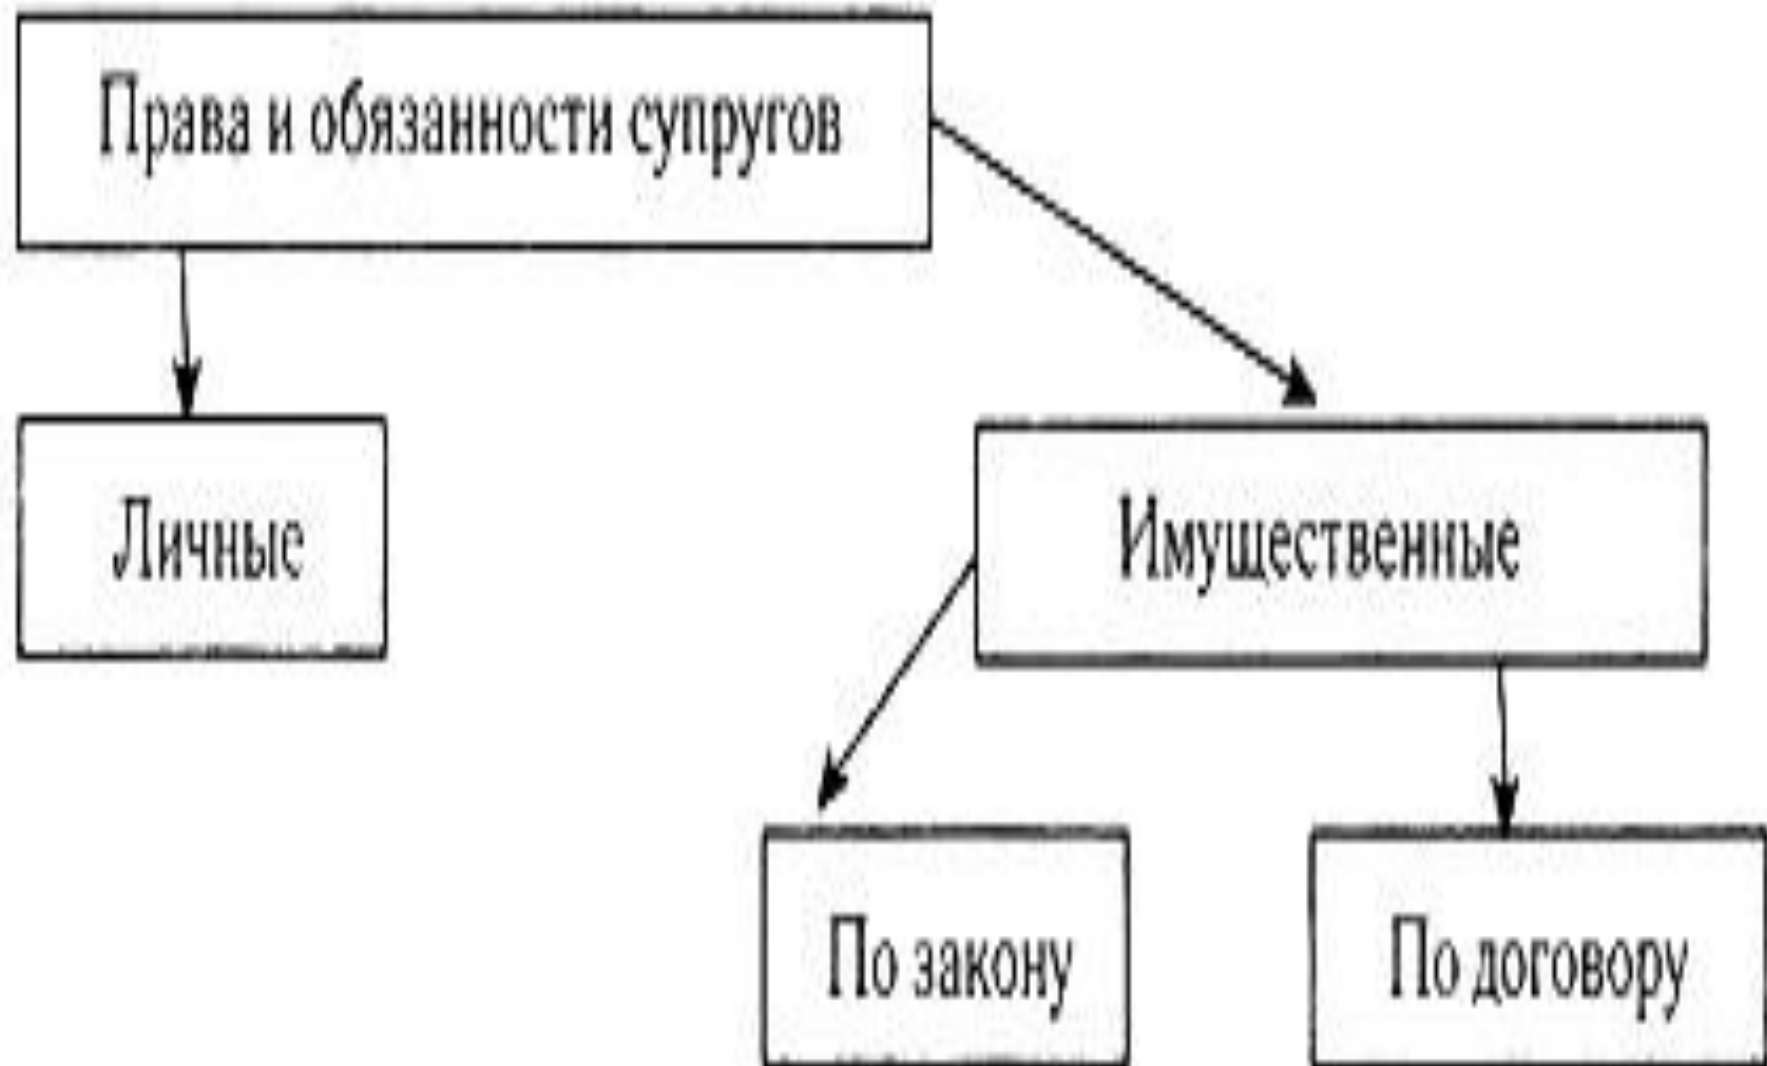 Права и обязанности супругов
Личные
Имущественные
По закону
По договору